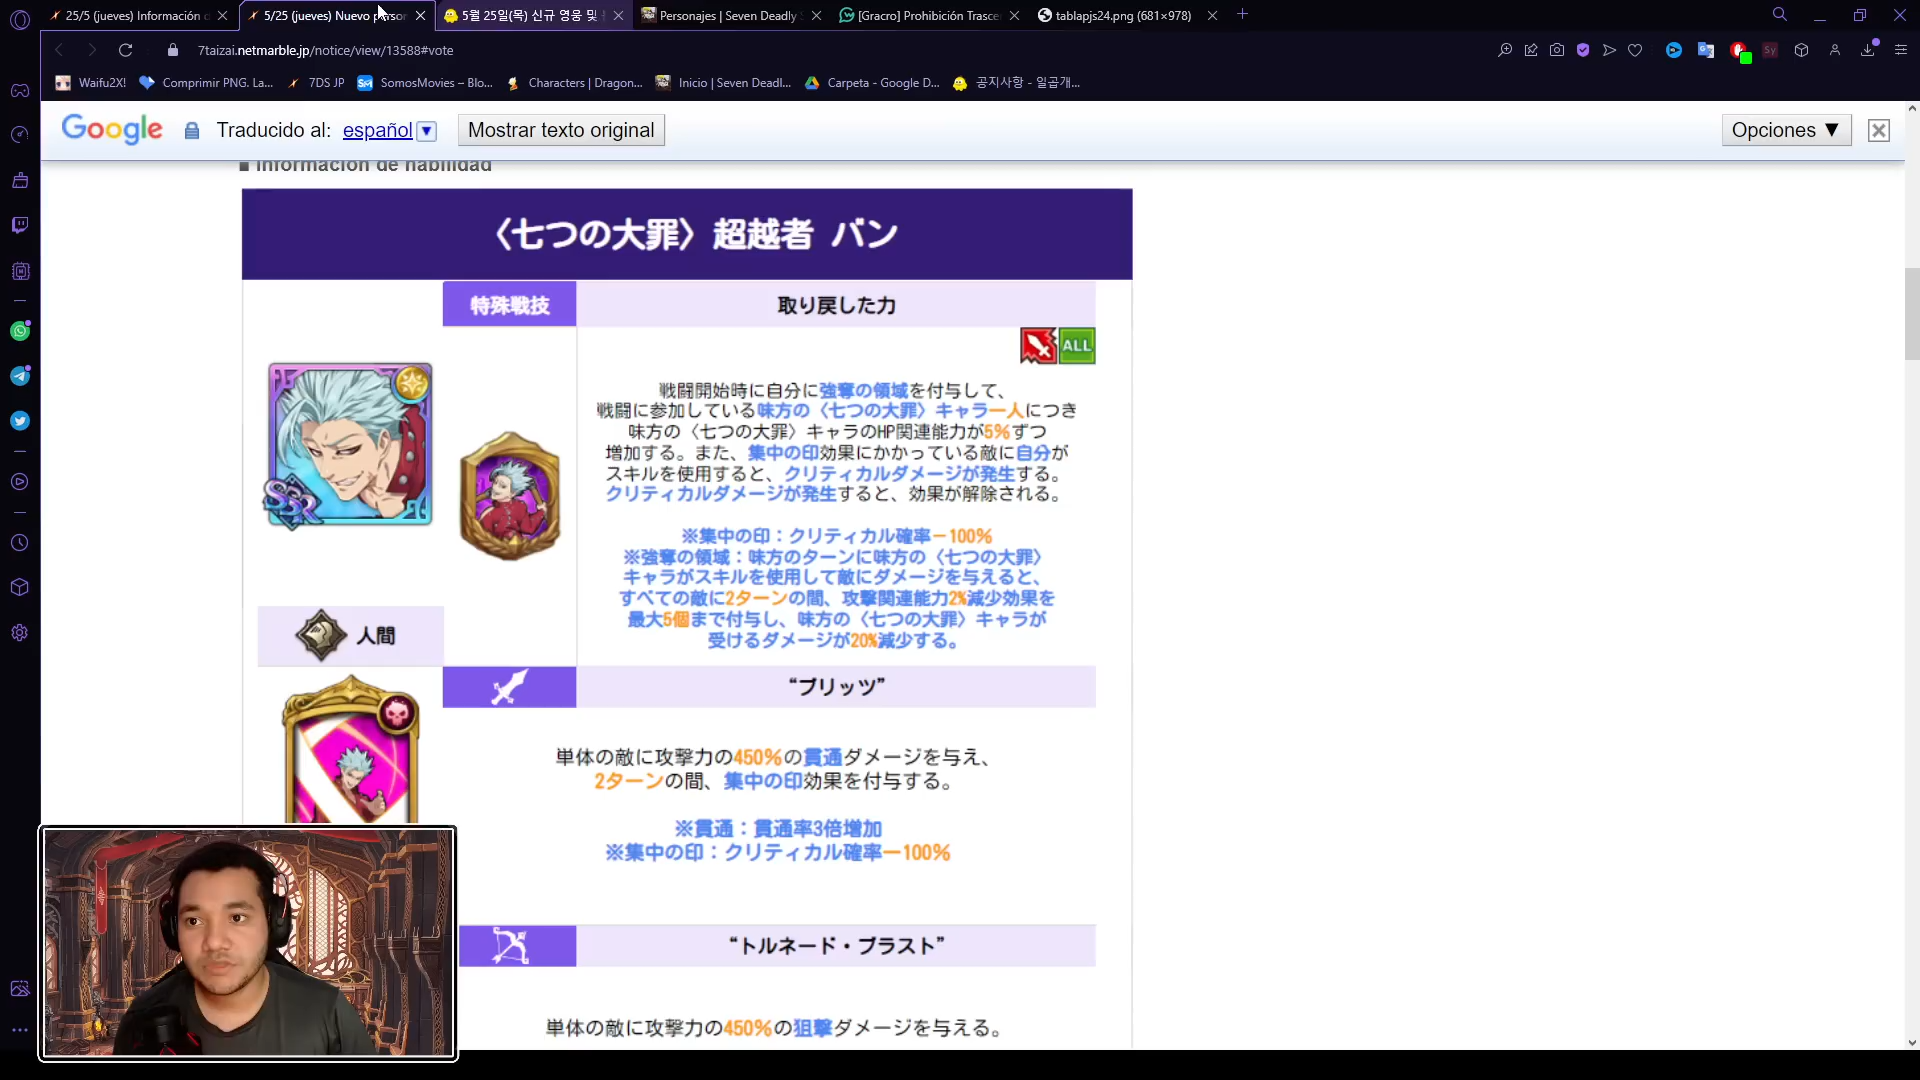 25/5 (jueves) Información d
5/25 (jueves) Nuevo perso
5월 25일(목) 신규 영웅 및
Personajes | Seven Deadly S
[Gracro] Prohibición Trascen
tablapjs24.png (681×978)
7taizai.netmarble.jp/notice/view/13588#vote
Waifu2X!
Comprimir PNG. La...
7DS JP
SM
SomosMovies – Blo...
Characters | Dragon...
Inicio | Seven Deadl...
Carpeta - Google D...
공지사항 - 일곱개...
Google
Traducido al: español ▼
Mostrar texto original
Opciones ▼
■ Información de habilidad
〈七つの大罪〉超越者 バン
特殊戦技
取り戻した力
ALL
戦闘開始時に自分に強奪の領域を付与して、
戦闘に参加している味方の〈七つの大罪〉キャラ一人につき
味方の〈七つの大罪〉キャラのHP関連能力が5%ずつ
増加する。また、集中の印効果にかかっている敵に自分が
スキルを使用すると、クリティカルダメージが発生する。
クリティカルダメージが発生すると、効果が解除される。
※集中の印：クリティカル確率－100%
※強奪の領域：味方のターンに味方の〈七つの大罪〉
キャラがスキルを使用して敵にダメージを与えると、
すべての敵に2ターンの間、攻撃関連能力2%減少効果を
最大5個まで付与し、味方の〈七つの大罪〉キャラが
受けるダメージが20%減少する。
SSR
人間
“ブリッツ”
単体の敵に攻撃力の450%の貫通ダメージを与え、
2ターンの間、集中の印効果を付与する。
※貫通：貫通率3倍増加
※集中の印：クリティカル確率－100%
“トルネード・ブラスト”
単体の敵に攻撃力の450%の狙撃ダメージを与える。